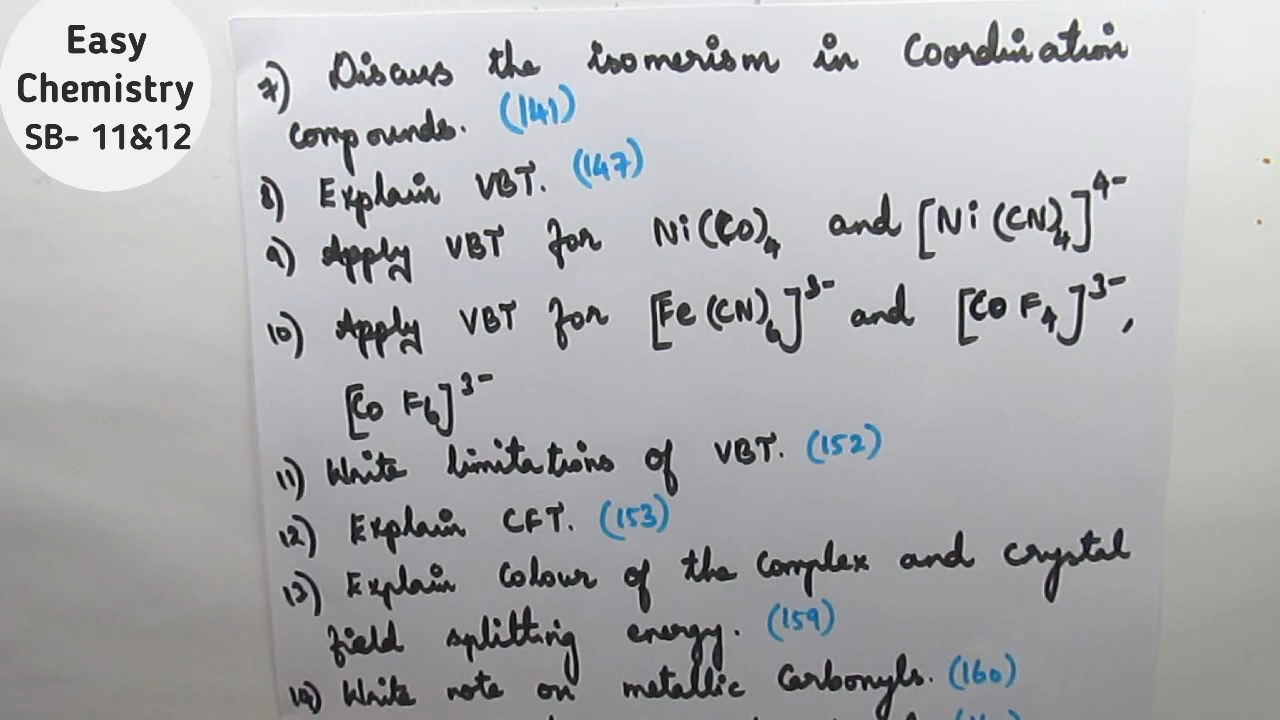 Easy
Chemistry
SB- 11&12
7) Discuss the isomerism in Coordination
compounds. (141)
8) Explain VBT. (147)
9) Apply VBT for Ni(CO)₄ and [Ni(CN)₄]⁴⁻
10) Apply VBT for [Fe(CN)₆]³⁻ and [CoF₄]³⁻,
[CoF₆]³⁻
11) Write limitations of VBT. (152)
12) Explain CFT. (153)
13) Explain Colour of the Complex and crystal
field splitting energy. (159)
14) Write note on metallic Carbonyls. (160)